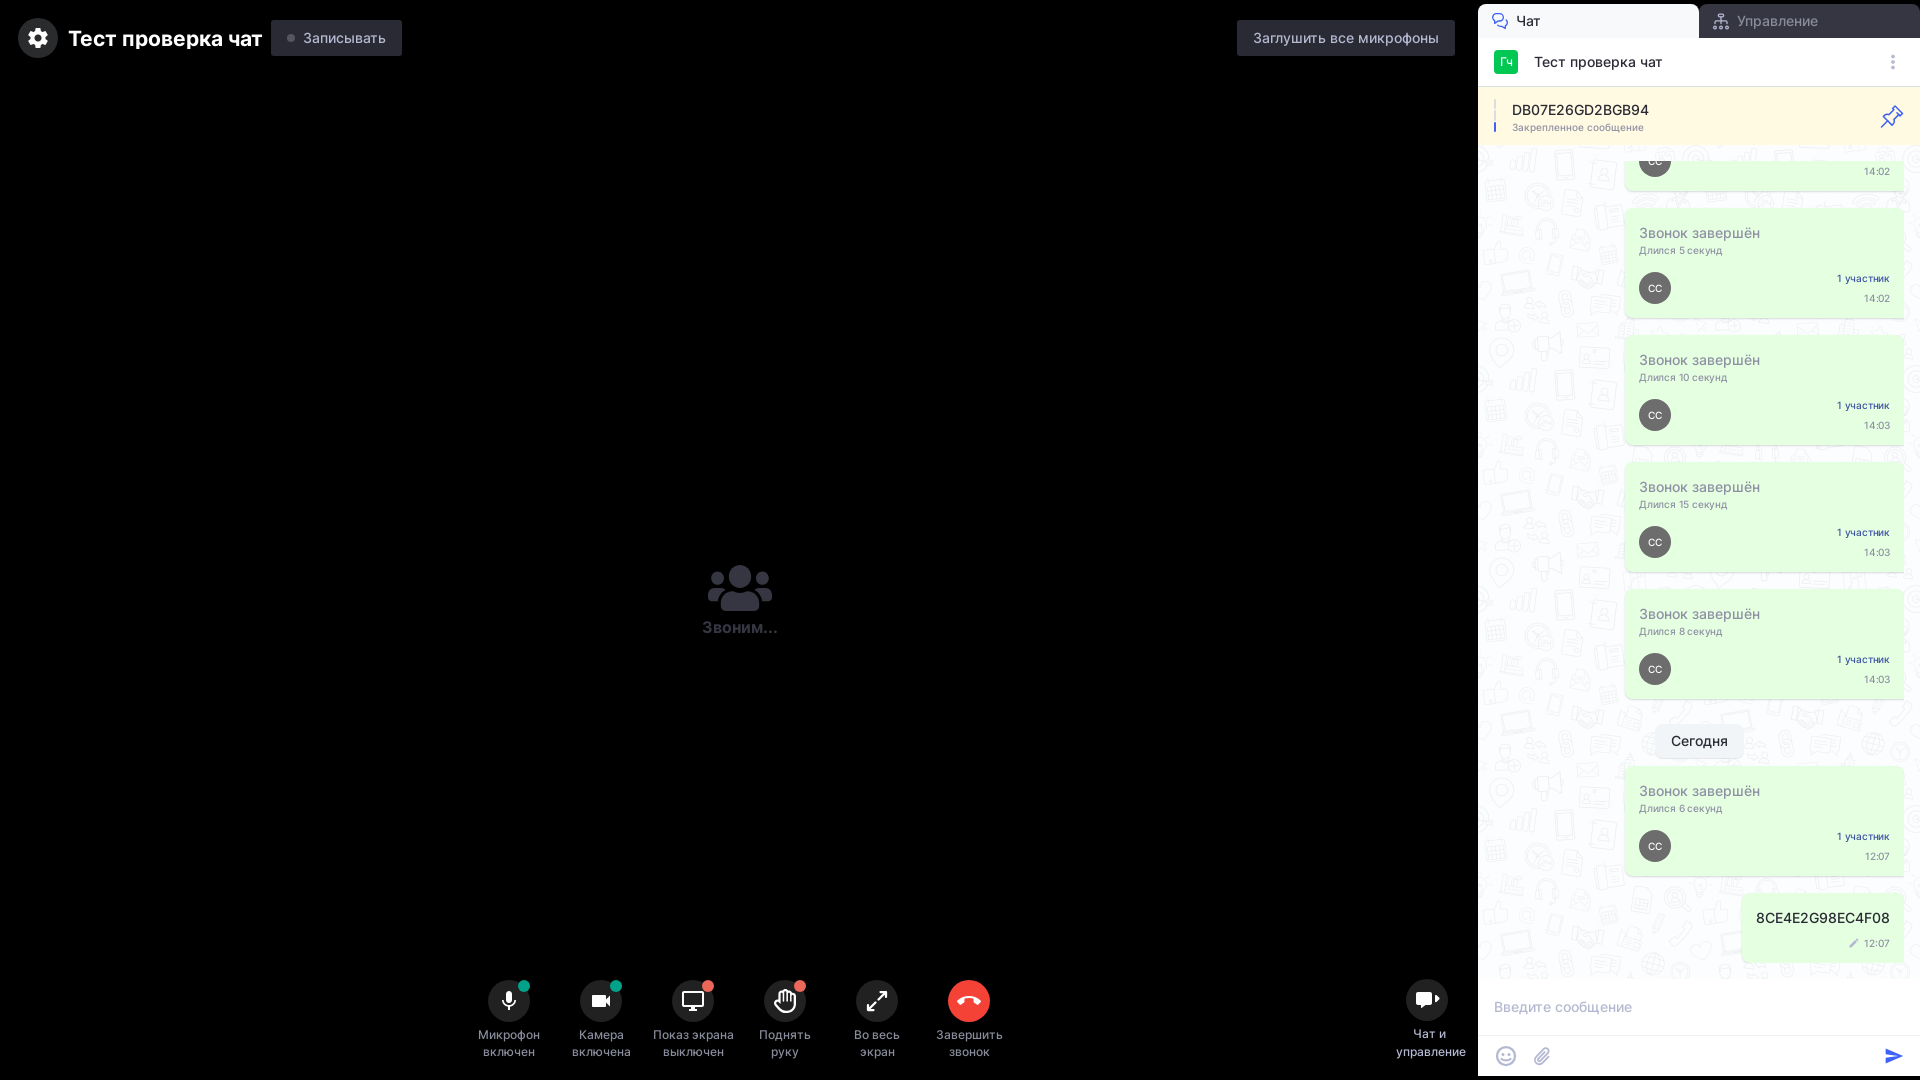 Тест проверка чат
Записывать
Заглушить все микрофоны
Звоним...
Микрофон
включен
Камера
включена
Показ экрана
выключен
Поднять
руку
Во весь
экран
Завершить
звонок
Чат и
управление
Чат
Управление
Гч
Тест проверка чат
DB07E26GD2BGB94
Закрепленное сообщение
СС
14:02
Звонок завершён
Длился 5 секунд
1 участник
СС
14:02
Звонок завершён
Длился 10 секунд
1 участник
СС
14:03
Звонок завершён
Длился 15 секунд
1 участник
СС
14:03
Звонок завершён
Длился 8 секунд
1 участник
СС
14:03
Сегодня
Звонок завершён
Длился 6 секунд
1 участник
СС
12:07
8CE4E2G98EC4F08
12:07
Введите сообщение